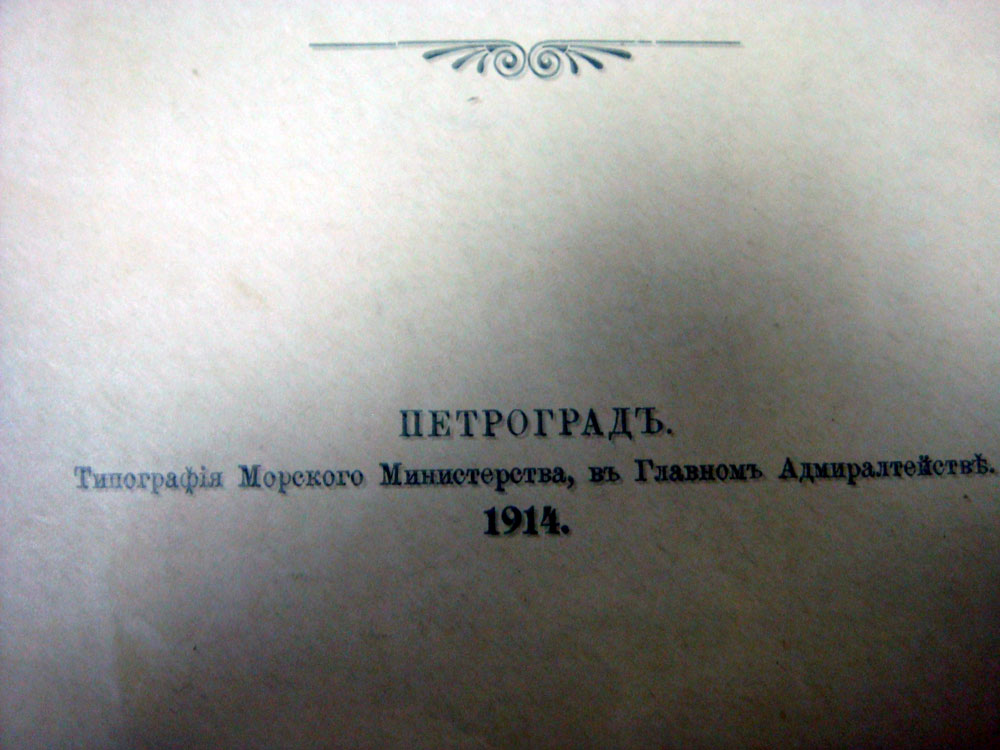 ПЕТРОГРАДЪ.
Типографія Морского Министерства, въ Главномъ Адмиралтействѣ.
1914.